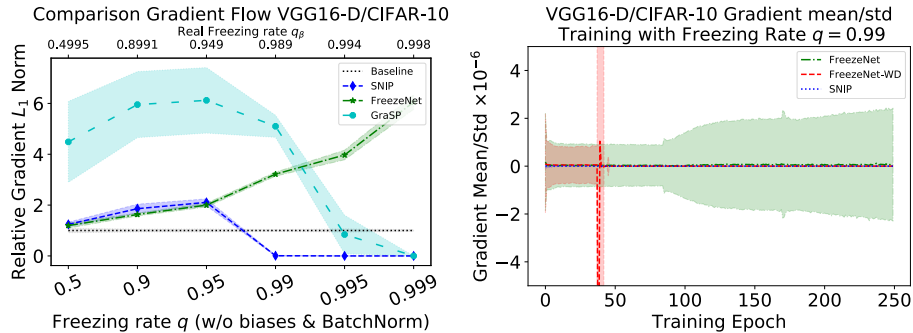 Comparison Gradient Flow VGG16-D/CIFAR-10
Real Freezing rate qᵦ
0.4995 0.8991 0.949 0.989 0.994 0.998
Relative Gradient L₁ Norm
6
4
2
0
Baseline
SNIP
FreezeNet
GraSP
0.5 0.9 0.95 0.99 0.995 0.999
Freezing rate q (w/o biases & BatchNorm)
VGG16-D/CIFAR-10 Gradient mean/std
Training with Freezing Rate q = 0.99
Gradient Mean/Std ×10⁻⁶
4
2
0
−2
−4
FreezeNet
FreezeNet-WD
SNIP
0 50 100 150 200 250
Training Epoch